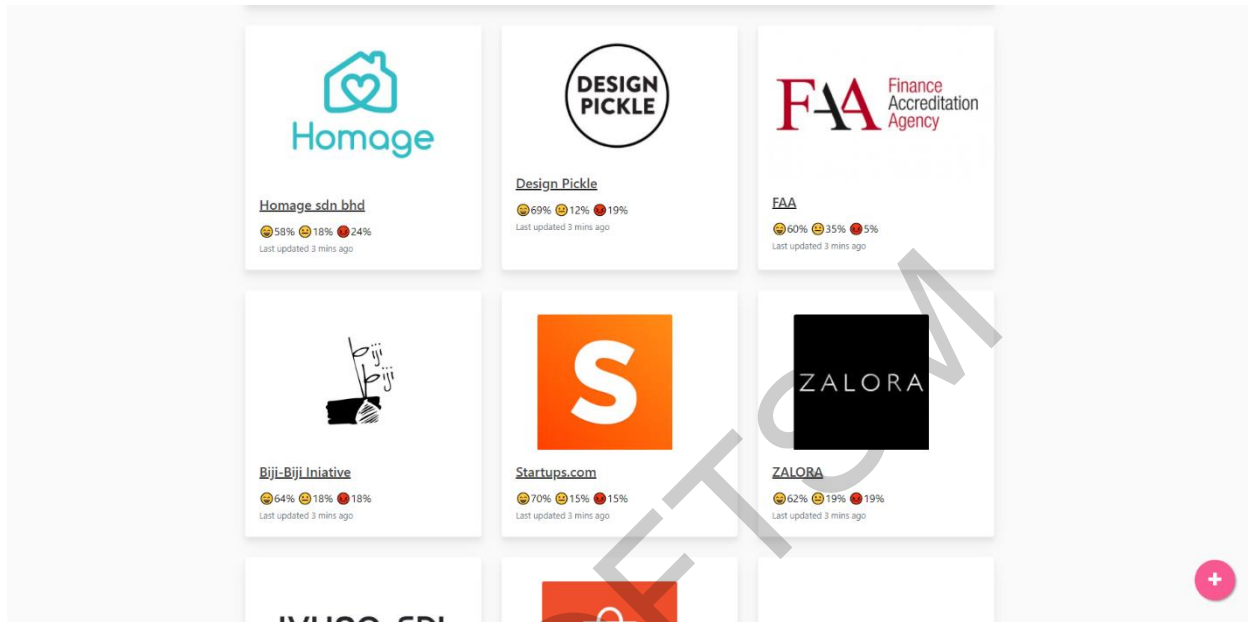 Homage
DESIGN
PICKLE
FAA Finance
Accreditation
Agency
Homage sdn bhd
😄58% 😐18% 😡24%
Last updated 3 mins ago
Design Pickle
😄69% 😐12% 😡19%
Last updated 3 mins ago
FAA
😄60% 😐35% 😡5%
Last updated 3 mins ago
biji
biji
Biji-Biji Iniative
😄64% 😐18% 😡18%
Last updated 3 mins ago
S
Startups.com
😄70% 😐15% 😡15%
Last updated 3 mins ago
ZALORA
ZALORA
😄62% 😐19% 😡19%
Last updated 3 mins ago
+
FTSM